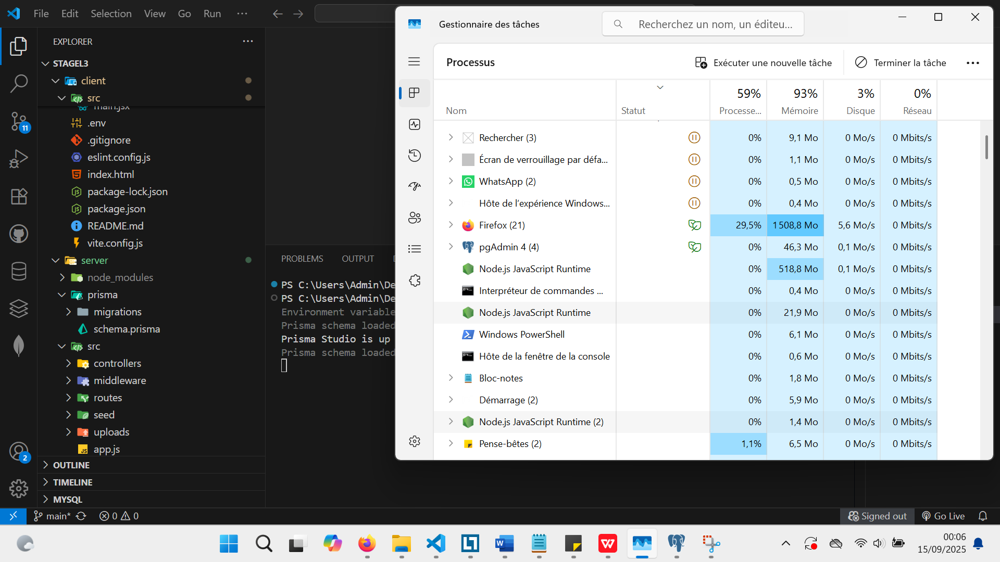 File Edit Selection View Go Run ···
EXPLORER
STAGEL3
client
src
main.jsx
.env
.gitignore
eslint.config.js
index.html
package-lock.json
package.json
README.md
vite.config.js
server
node_modules
prisma
migrations
schema.prisma
src
controllers
middleware
routes
seed
uploads
app.js
OUTLINE
TIMELINE
MYSQL
11
2
PROBLEMS OUTPUT
PS C:\Users\Admin\De
PS C:\Users\Admin\De
Environment variable
Prisma schema loaded
Prisma Studio is up
Prisma schema loaded
Gestionnaire des tâches
Recherchez un nom, un éditeu...
Processus
Exécuter une nouvelle tâche
Terminer la tâche
59% 93% 3% 0%
Nom Statut Processe... Mémoire Disque Réseau
Rechercher (3) 0% 9,1 Mo 0 Mo/s 0 Mbits/s
Écran de verrouillage par défa... 0% 1,1 Mo 0 Mo/s 0 Mbits/s
WhatsApp (2) 0% 0,5 Mo 0 Mo/s 0 Mbits/s
Hôte de l'expérience Windows... 0% 0,4 Mo 0 Mo/s 0 Mbits/s
Firefox (21) 29,5% 1 508,8 Mo 5,6 Mo/s 0 Mbits/s
pgAdmin 4 (4) 0% 46,3 Mo 0,1 Mo/s 0 Mbits/s
Node.js JavaScript Runtime 0% 518,8 Mo 0,1 Mo/s 0 Mbits/s
Interpréteur de commandes ... 0% 0,4 Mo 0 Mo/s 0 Mbits/s
Node.js JavaScript Runtime 0% 21,9 Mo 0 Mo/s 0 Mbits/s
Windows PowerShell 0% 6,1 Mo 0 Mo/s 0 Mbits/s
Hôte de la fenêtre de la console 0% 0,6 Mo 0 Mo/s 0 Mbits/s
Bloc-notes 0% 1,8 Mo 0 Mo/s 0 Mbits/s
Démarrage (2) 0% 5,9 Mo 0 Mo/s 0 Mbits/s
Node.js JavaScript Runtime (2) 0% 1,4 Mo 0 Mo/s 0 Mbits/s
Pense-bêtes (2) 1,1% 6,5 Mo 0 Mo/s 0 Mbits/s
main* 0 0
Signed out Go Live
00:06
15/09/2025